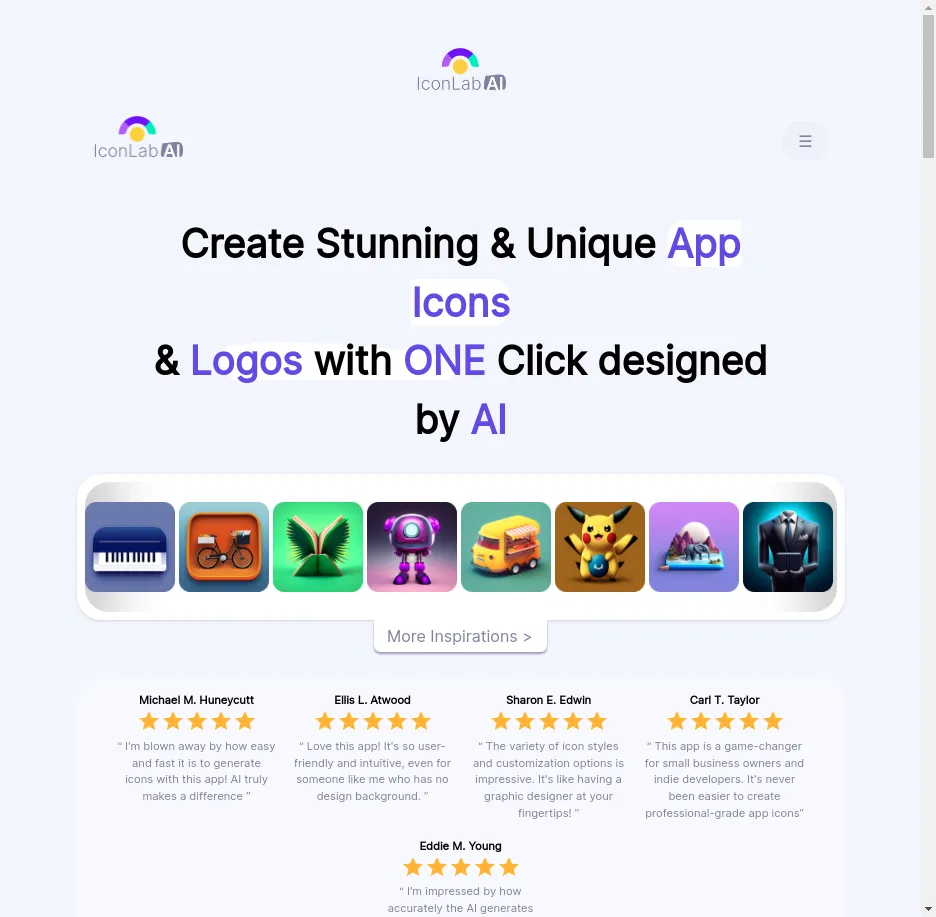 IconLab AI
IconLab AI
☰
Create Stunning & Unique App
Icons
& Logos with ONE Click designed
by AI
More Inspirations >
Michael M. Huneycutt
“ I'm blown away by how easy
and fast it is to generate
icons with this app! AI truly
makes a difference ”
Ellis L. Atwood
“ Love this app! It's so user-
friendly and intuitive, even for
someone like me who has no
design background. ”
Sharon E. Edwin
“ The variety of icon styles
and customization options is
impressive. It's like having a
graphic designer at your
fingertips! ”
Carl T. Taylor
“ This app is a game-changer
for small business owners and
indie developers. It's never
been easier to create
professional-grade app icons”
Eddie M. Young
“ I'm impressed by how
accurately the AI generates